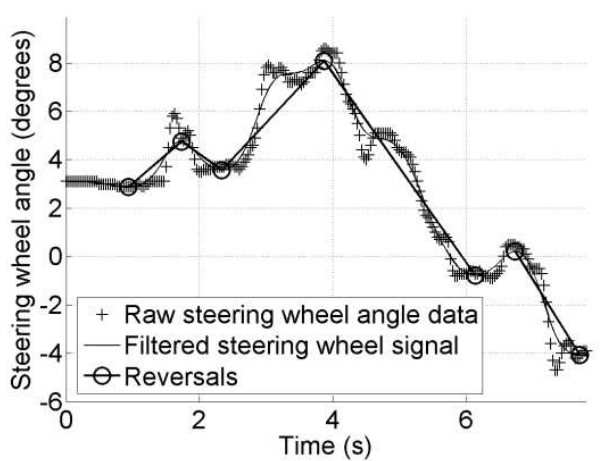 Steering wheel angle (degrees)
8
6
4
2
0
-2
-4
-6
Raw steering wheel angle data
Filtered steering wheel signal
Reversals
0
2
4
6
Time (s)